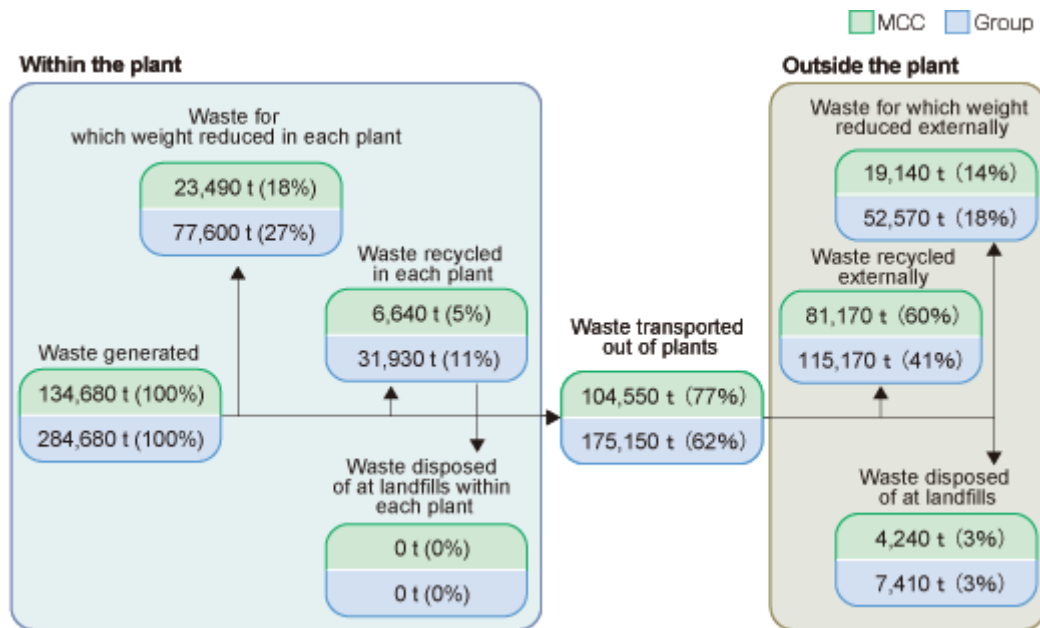 MCC
Group
Within the plant
Waste for
which weight reduced in each plant
23,490 t (18%)
77,600 t (27%)
Waste recycled
in each plant
6,640 t (5%)
31,930 t (11%)
Waste generated
134,680 t (100%)
284,680 t (100%)
Waste disposed
of at landfills within
each plant
0 t (0%)
0 t (0%)
Waste transported
out of plants
104,550 t (77%)
175,150 t (62%)
Outside the plant
Waste for which weight
reduced externally
19,140 t (14%)
52,570 t (18%)
Waste recycled
externally
81,170 t (60%)
115,170 t (41%)
Waste disposed
of at landfills
4,240 t (3%)
7,410 t (3%)